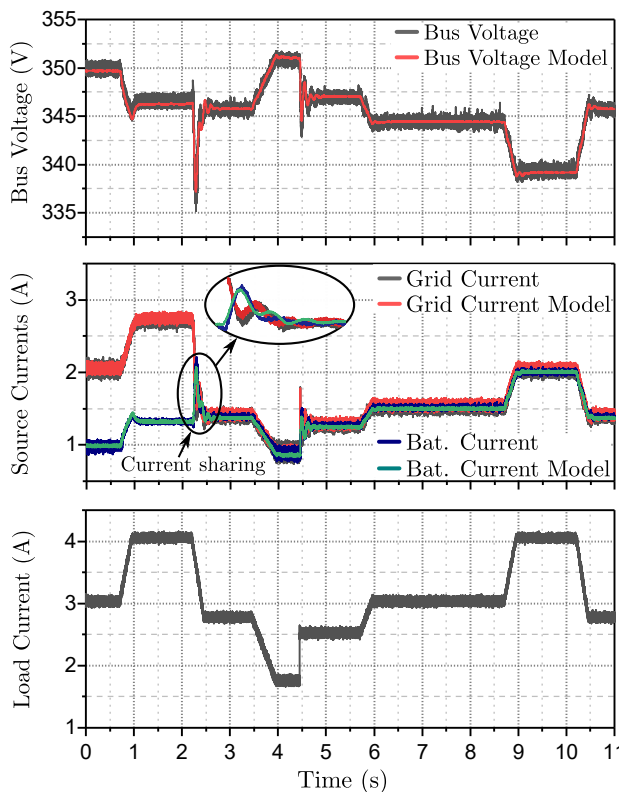 Bus Voltage (V)
355
350
345
340
335
Bus Voltage
Bus Voltage Model
Source Currents (A)
3
2
1
Grid Current
Grid Current Model
Current sharing
Bat. Current
Bat. Current Model
Load Current (A)
4
3
2
1
0 1 2 3 4 5 6 7 8 9 10 11
Time (s)